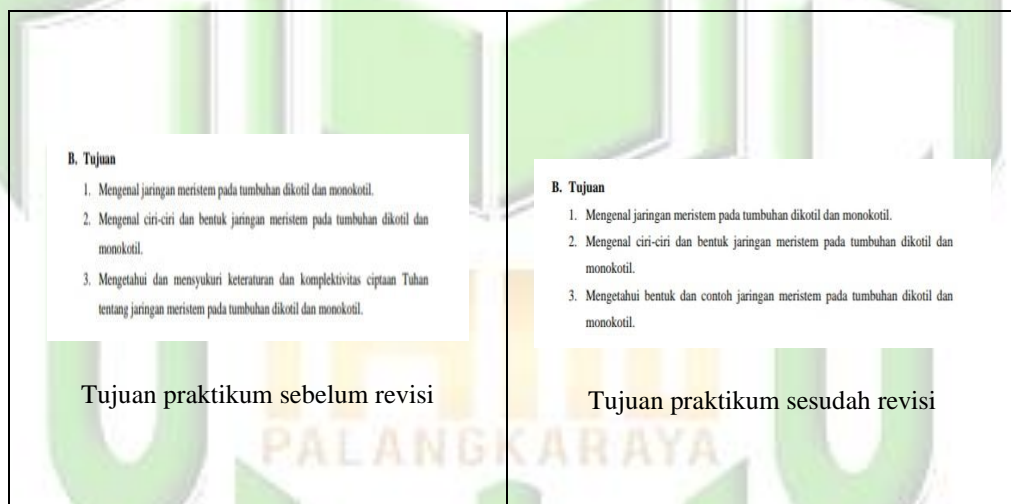 B. Tujuan
1. Mengenal jaringan meristem pada tumbuhan dikotil dan monokotil.
2. Mengenal ciri-ciri dan bentuk jaringan meristem pada tumbuhan dikotil dan
monokotil.
3. Mengetahui dan mensyukuri keteraturan dan komplektivitas ciptaan Tuhan
tentang jaringan meristem pada tumbuhan dikotil dan monokotil.
Tujuan praktikum sebelum revisi
B. Tujuan
1. Mengenal jaringan meristem pada tumbuhan dikotil dan monokotil.
2. Mengenal ciri-ciri dan bentuk jaringan meristem pada tumbuhan dikotil dan
monokotil.
3. Mengetahui bentuk dan contoh jaringan meristem pada tumbuhan dikotil dan
monokotil.
Tujuan praktikum sesudah revisi
PALANGKARAYA